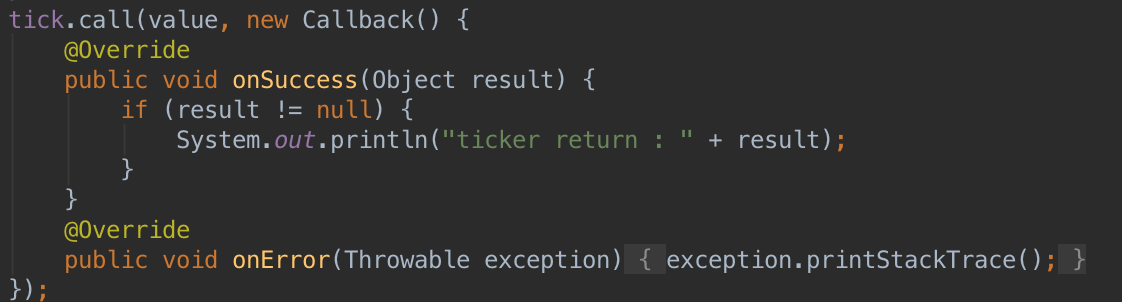 tick.call(value, new Callback() {
    @Override
    public void onSuccess(Object result) {
        if (result != null) {
            System.out.println("ticker return : " + result);
        }
    }
    @Override
    public void onError(Throwable exception) { exception.printStackTrace(); }
});